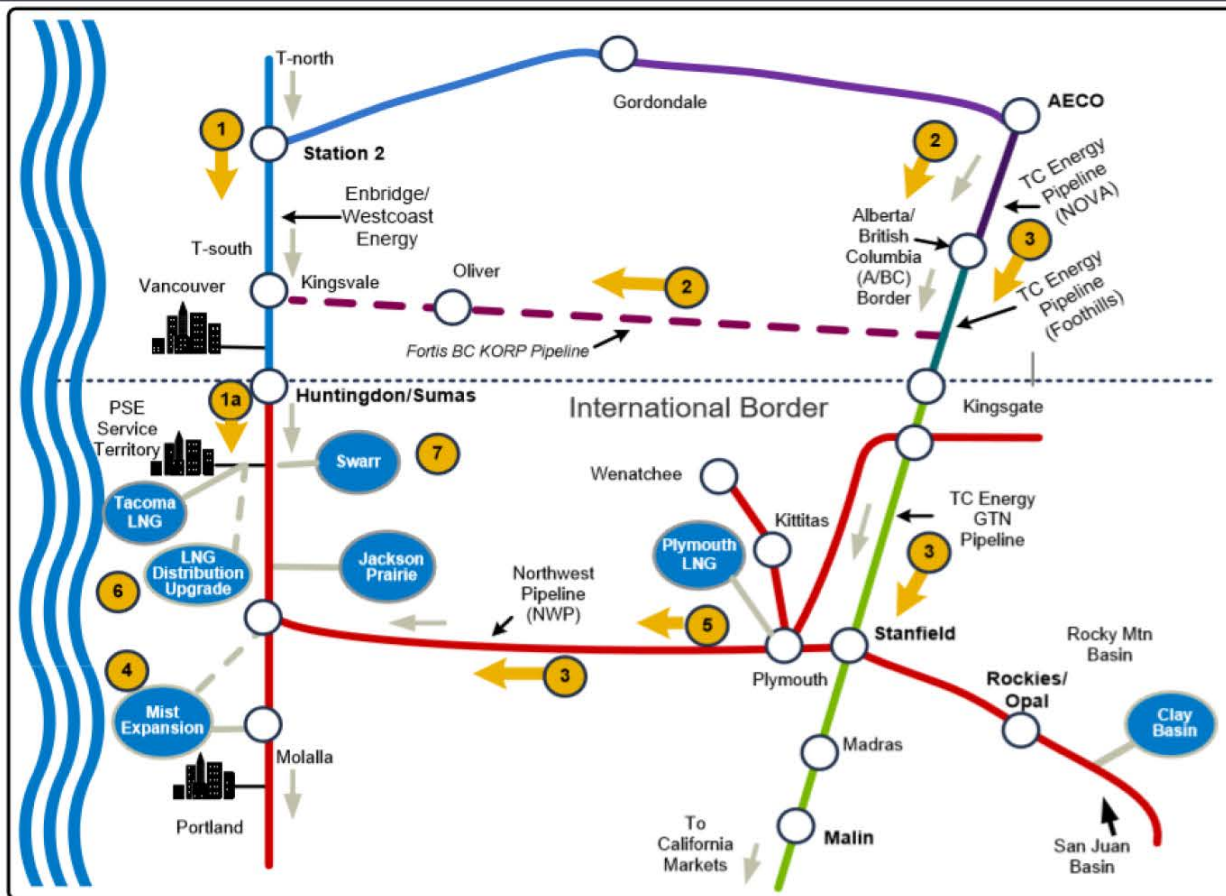 T-north
Gordondale
AECO
1
Station 2
2
TC Energy
Pipeline
(NOVA)
Enbridge/
Westcoast
Energy
Alberta/
British
Columbia
(A/BC)
Border
3
T-south
Kingsvale
Oliver
2
TC Energy
Pipeline
(Foothills)
Vancouver
Fortis BC KORP Pipeline
1a
Huntingdon/Sumas
International Border
Kingsgate
PSE
Service
Territory
Swarr
7
Wenatchee
Tacoma
LNG
Kittitas
Plymouth
LNG
TC Energy
GTN
Pipeline
LNG
Distribution
Upgrade
Jackson
Prairie
3
6
Northwest
Pipeline
(NWP)
5
Stanfield
Rocky Mtn
Basin
4
3
Plymouth
Rockies/
Opal
Mist
Expansion
Clay
Basin
Molalla
Madras
Portland
To
California
Markets
Malin
San Juan
Basin